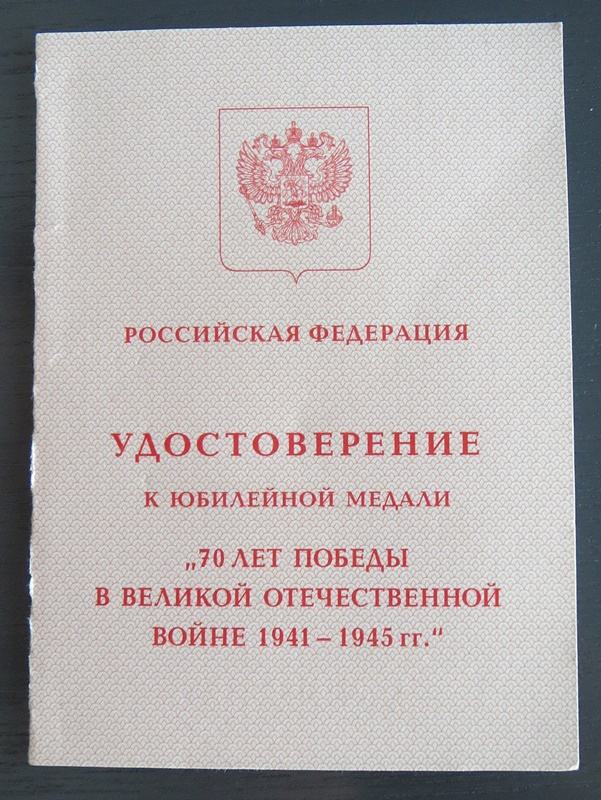 РОССИЙСКАЯ ФЕДЕРАЦИЯ
УДОСТОВЕРЕНИЕ
К ЮБИЛЕЙНОЙ МЕДАЛИ
„70 ЛЕТ ПОБЕДЫ
В ВЕЛИКОЙ ОТЕЧЕСТВЕННОЙ
ВОЙНЕ 1941 – 1945 гг.“